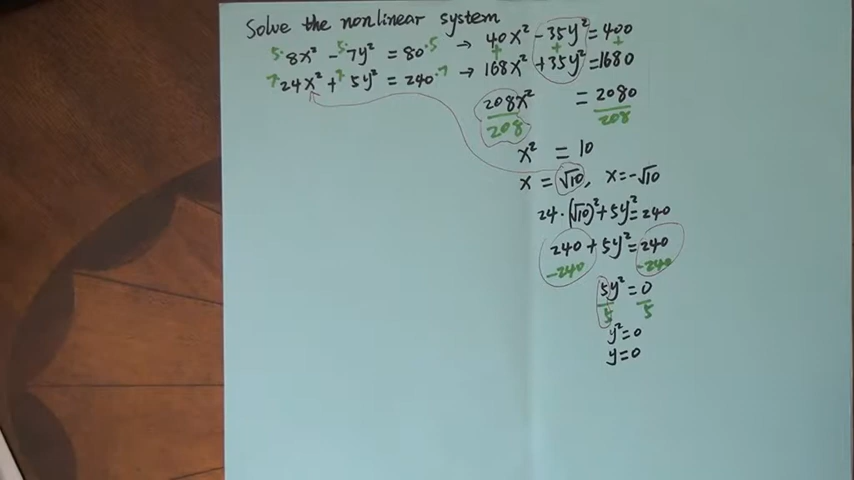 Solve the nonlinear system
5· 8x² - 5· 7y² = 80·5 → 40x² - 35y² = 400
7· 24x² + 7· 5y² = 240·7 → 168x² + 35y² = 1680
+ + +
208x² = 2080
208 208
x² = 10
x = √10, x = -√10
24·(√10)² + 5y² = 240
240 + 5y² = 240
-240 -240
5y² = 0
5 5
y² = 0
y = 0